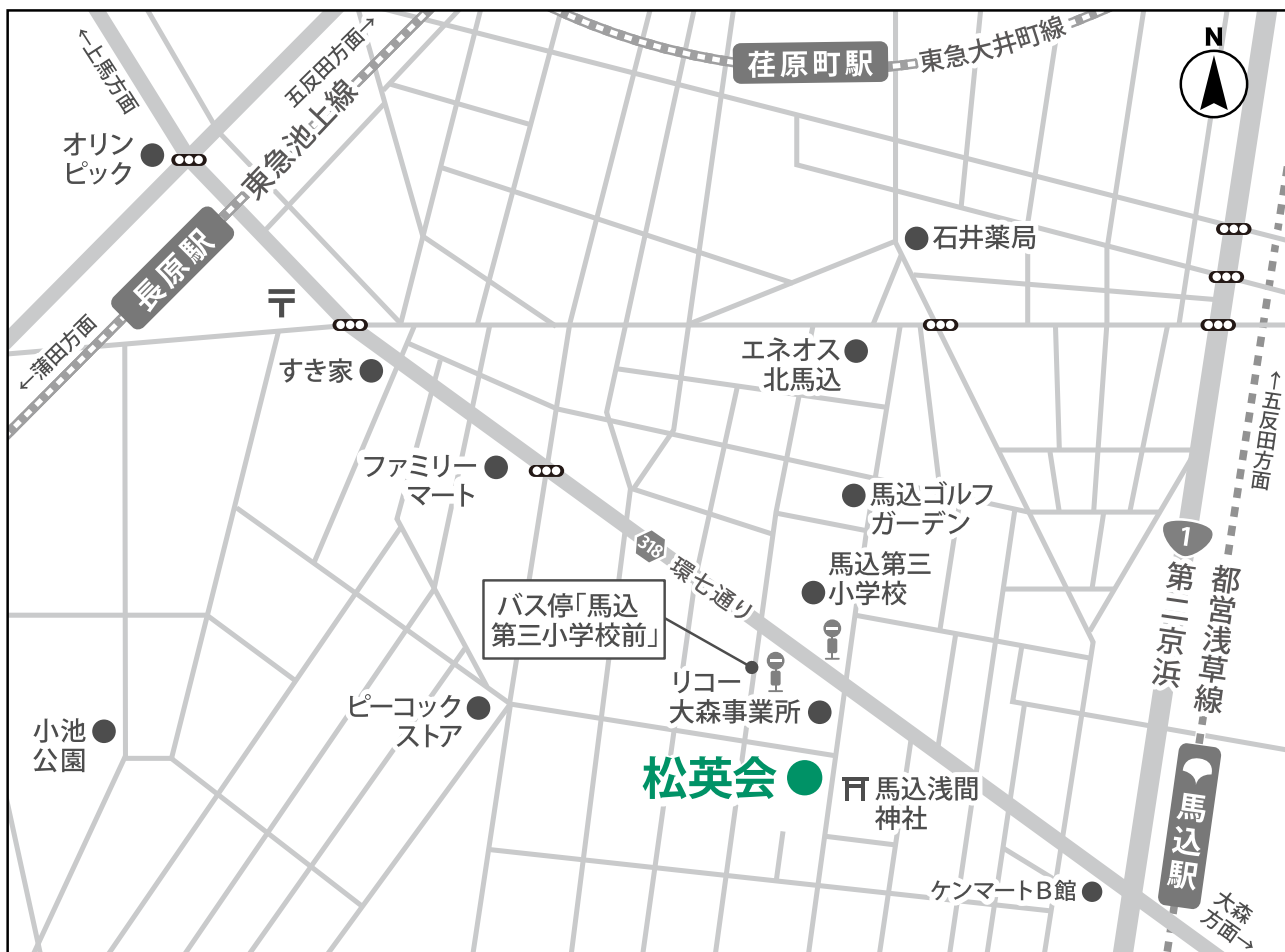 ←上馬方面
五反田方面→
東急池上線
荏原町駅
東急大井町線
N
オリン
ピック
長原駅
←蒲田方面
〒
石井薬局
すき家
エネオス
北馬込
←五反田方面
ファミリー
マート
馬込ゴルフ
ガーデン
318
環七通り
1
第二京浜
都営浅草線
馬込第三
小学校
バス停「馬込
第三小学校前」
リコー
大森事業所
ピーコック
ストア
小池
公園
松英会
馬込浅間
神社
馬込駅
ケンマートB館
大森
方面→